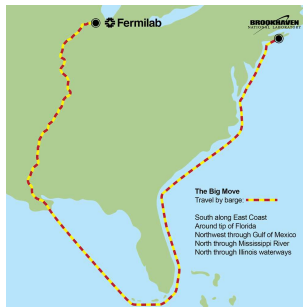 Fermilab
BROOKHAVEN
NATIONAL LABORATORY
The Big Move
Travel by barge:
South along East Coast
Around tip of Florida
Northwest through Gulf of Mexico
North through Mississippi River
North through Illinois waterways